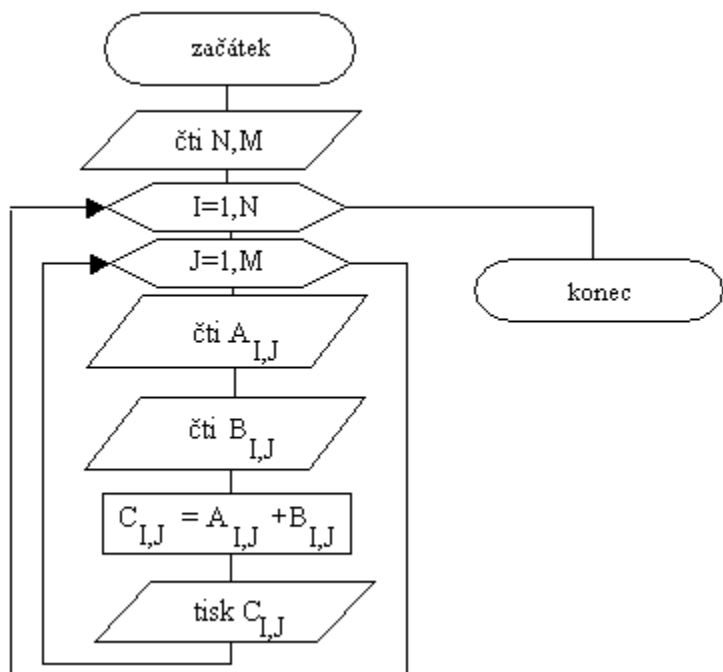 začátek
čti N,M
I=1,N
J=1,M
konec
čti A I,J
čti B I,J
C I,J = A I,J +B I,J
tisk C I,J